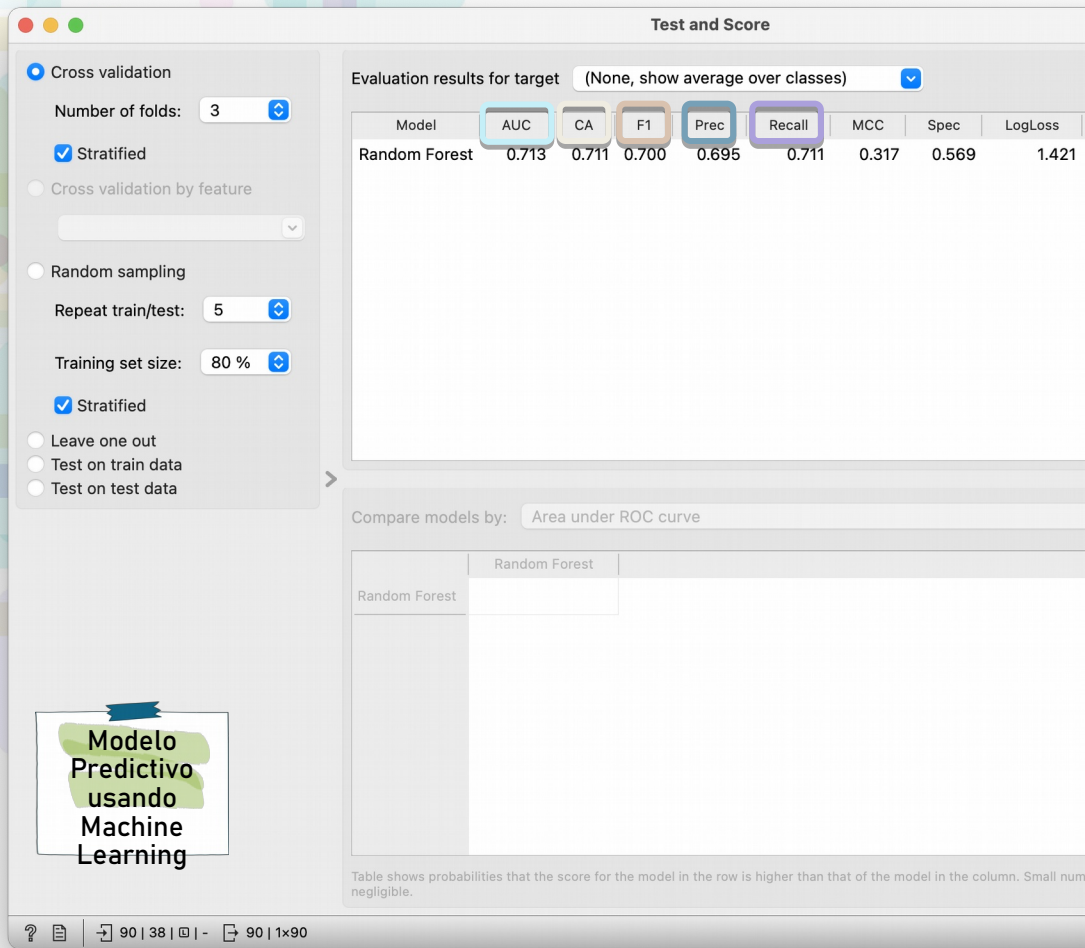 Test and Score
Cross validation
Number of folds: 3
Stratified
Cross validation by feature
Random sampling
Repeat train/test: 5
Training set size: 80 %
Stratified
Leave one out
Test on train data
Test on test data
Evaluation results for target (None, show average over classes)
Model AUC CA F1 Prec Recall MCC Spec LogLoss
Random Forest 0.713 0.711 0.700 0.695 0.711 0.317 0.569 1.421
Compare models by: Area under ROC curve
Random Forest
Random Forest
Table shows probabilities that the score for the model in the row is higher than that of the model in the column. Small num
negligible.
Modelo
Predictivo
usando
Machine
Learning
? 90 | 38 | L | - 90 | 1×90